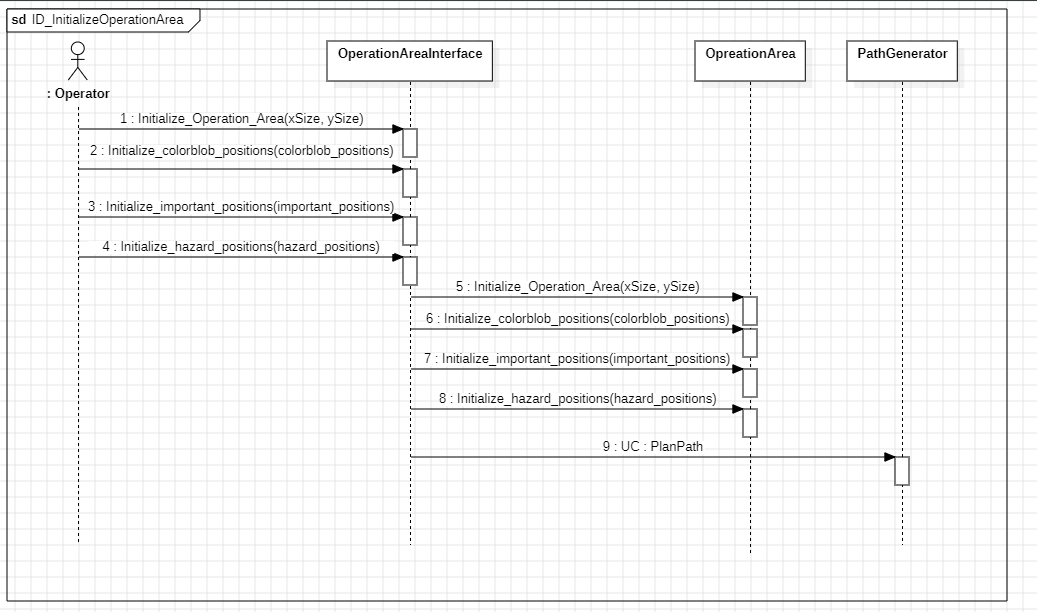 sd ID_InitializeOperationArea
OperationAreaInterface
OpreationArea
PathGenerator
: Operator
1 : Initialize_Operation_Area(xSize, ySize)
2 : Initialize_colorblob_positions(colorblob_positions)
3 : Initialize_important_positions(important_positions)
4 : Initialize_hazard_positions(hazard_positions)
5 : Initialize_Operation_Area(xSize, ySize)
6 : Initialize_colorblob_positions(colorblob_positions)
7 : Initialize_important_positions(important_positions)
8 : Initialize_hazard_positions(hazard_positions)
9 : UC : PlanPath